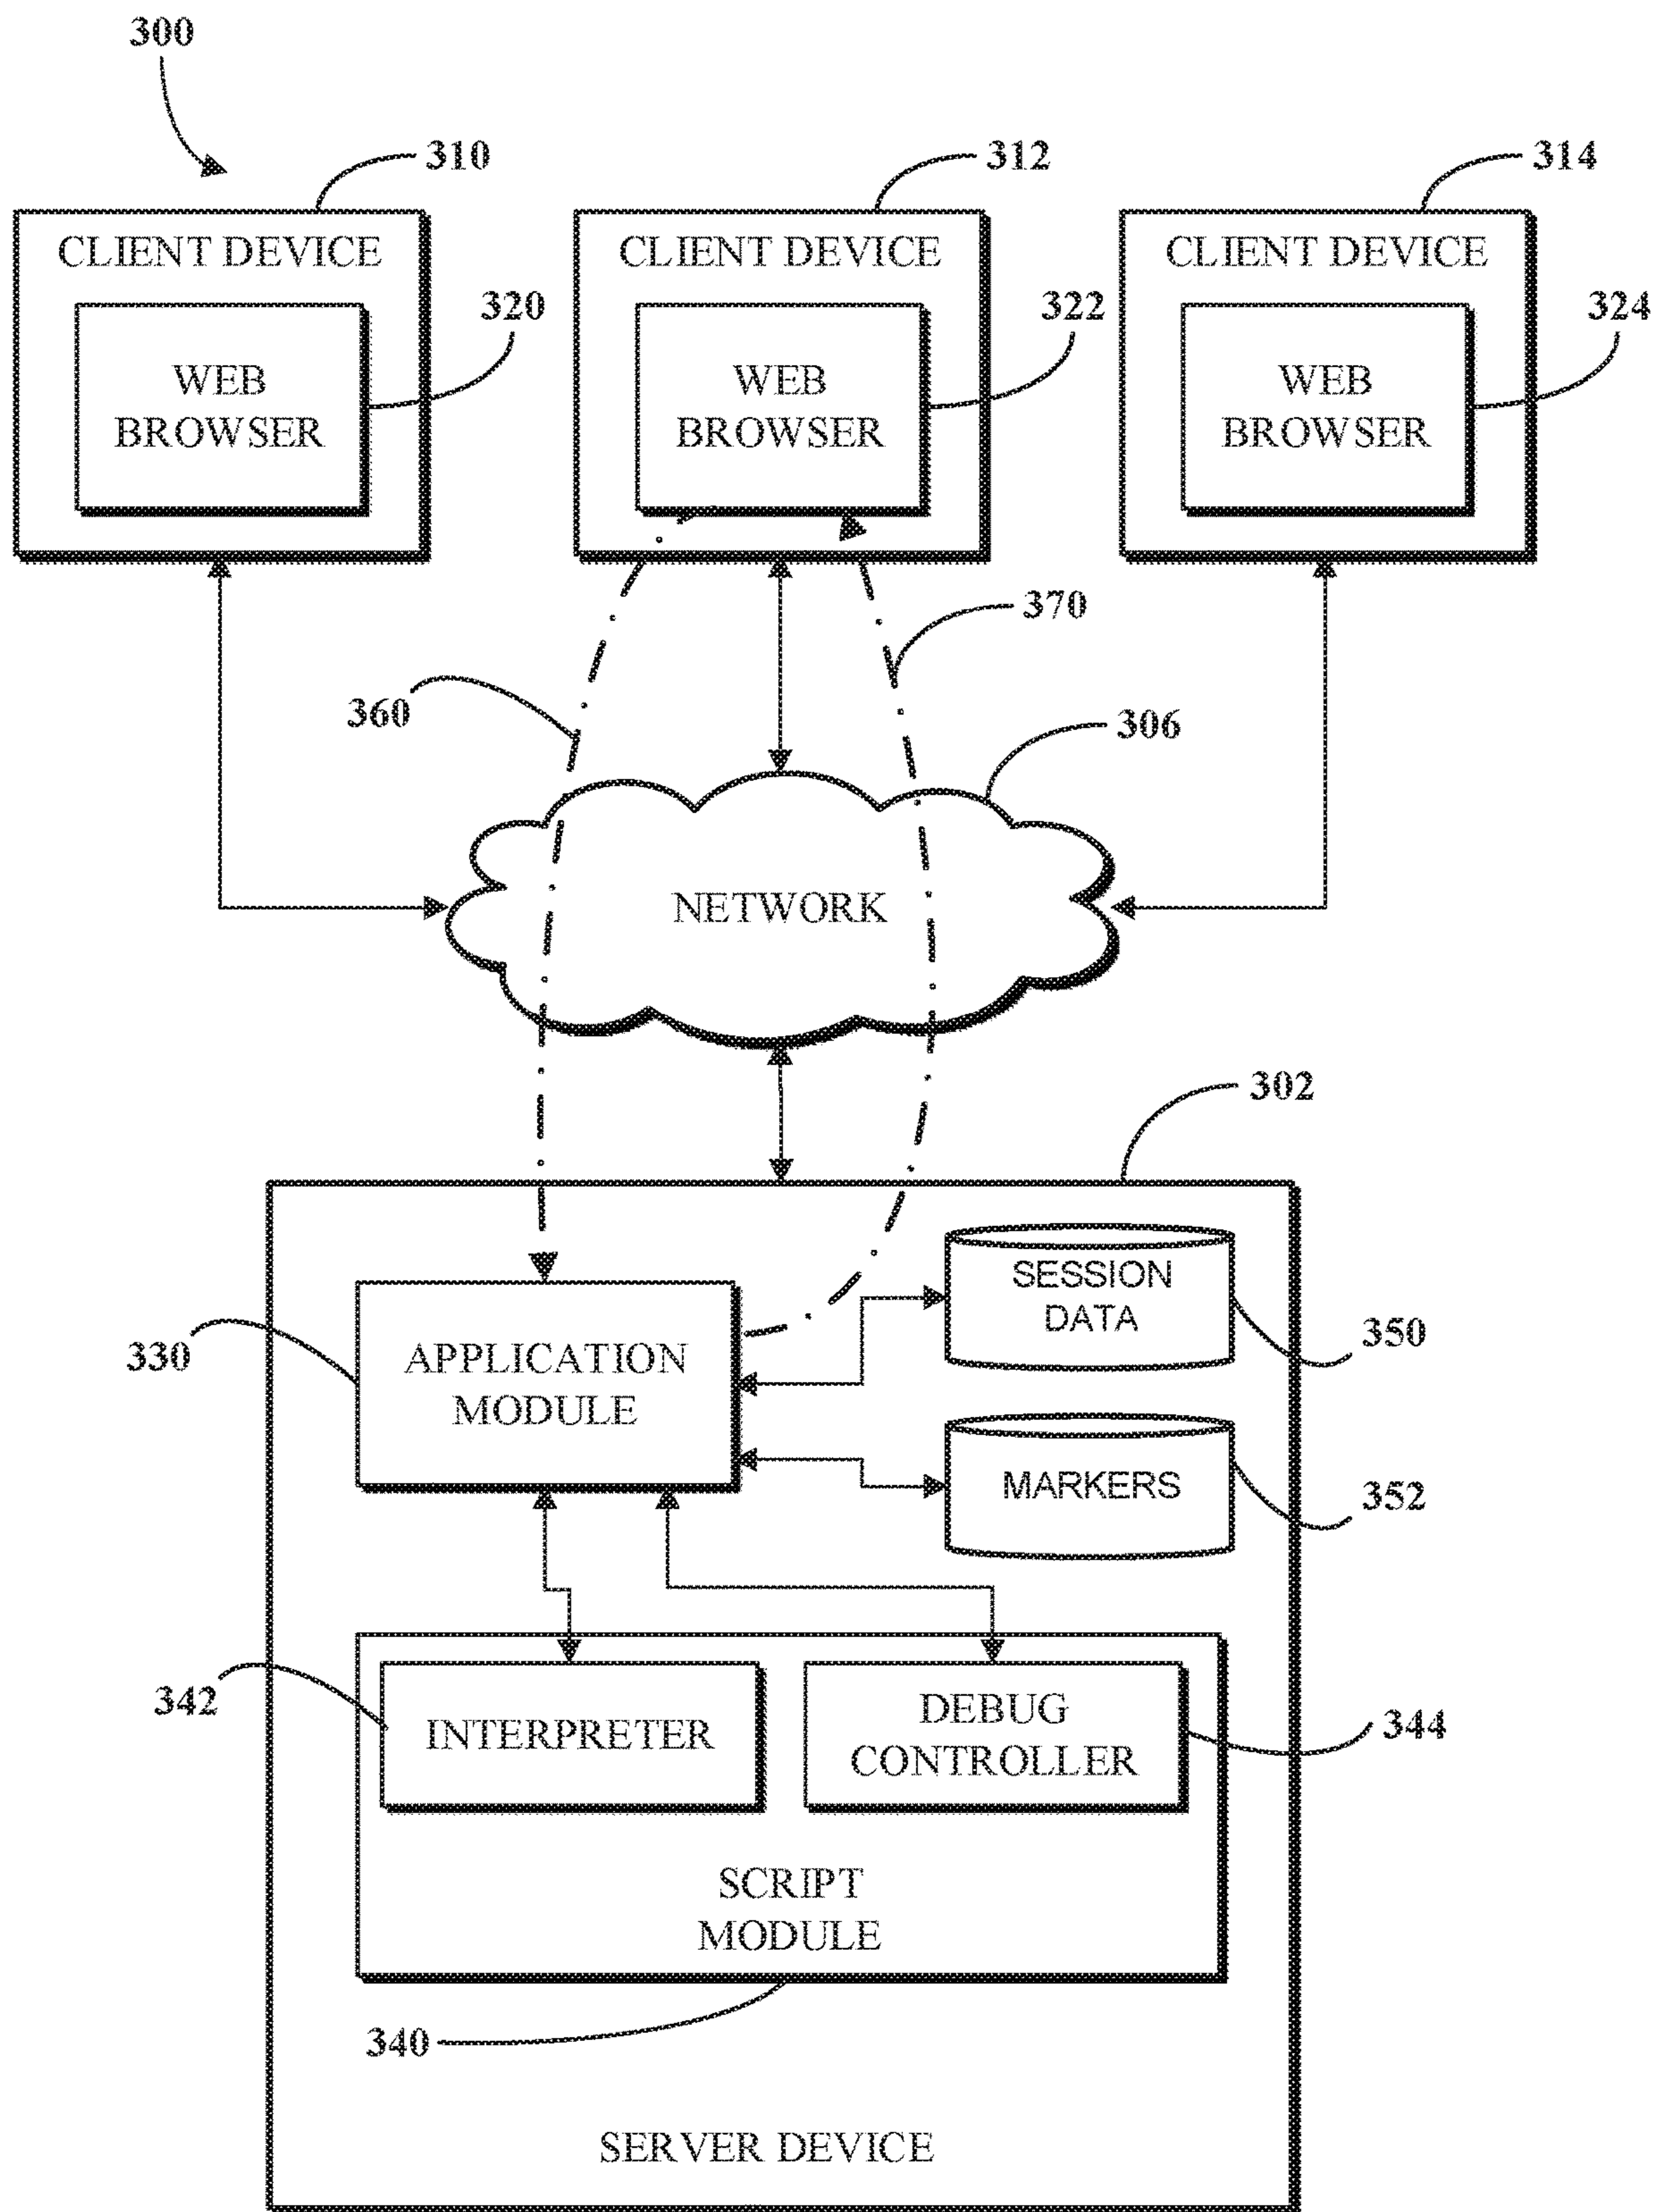 300
310
312
314
CLIENT DEVICE
CLIENT DEVICE
CLIENT DEVICE
320
322
324
WEB
BROWSER
WEB
BROWSER
WEB
BROWSER
370
360
306
NETWORK
302
SESSION
DATA
350
330
APPLICATION
MODULE
MARKERS
352
342
INTERPRETER
DEBUG
CONTROLLER
344
SCRIPT
MODULE
340
SERVER DEVICE